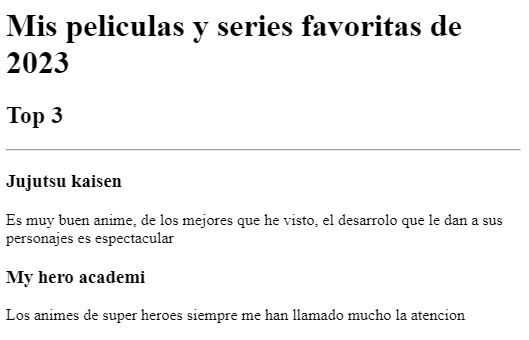 Mis peliculas y series favoritas de
2023
Top 3
Jujutsu kaisen
Es muy buen anime, de los mejores que he visto, el desarrolo que le dan a sus
personajes es espectacular
My hero academi
Los animes de super heroes siempre me han llamado mucho la atencion